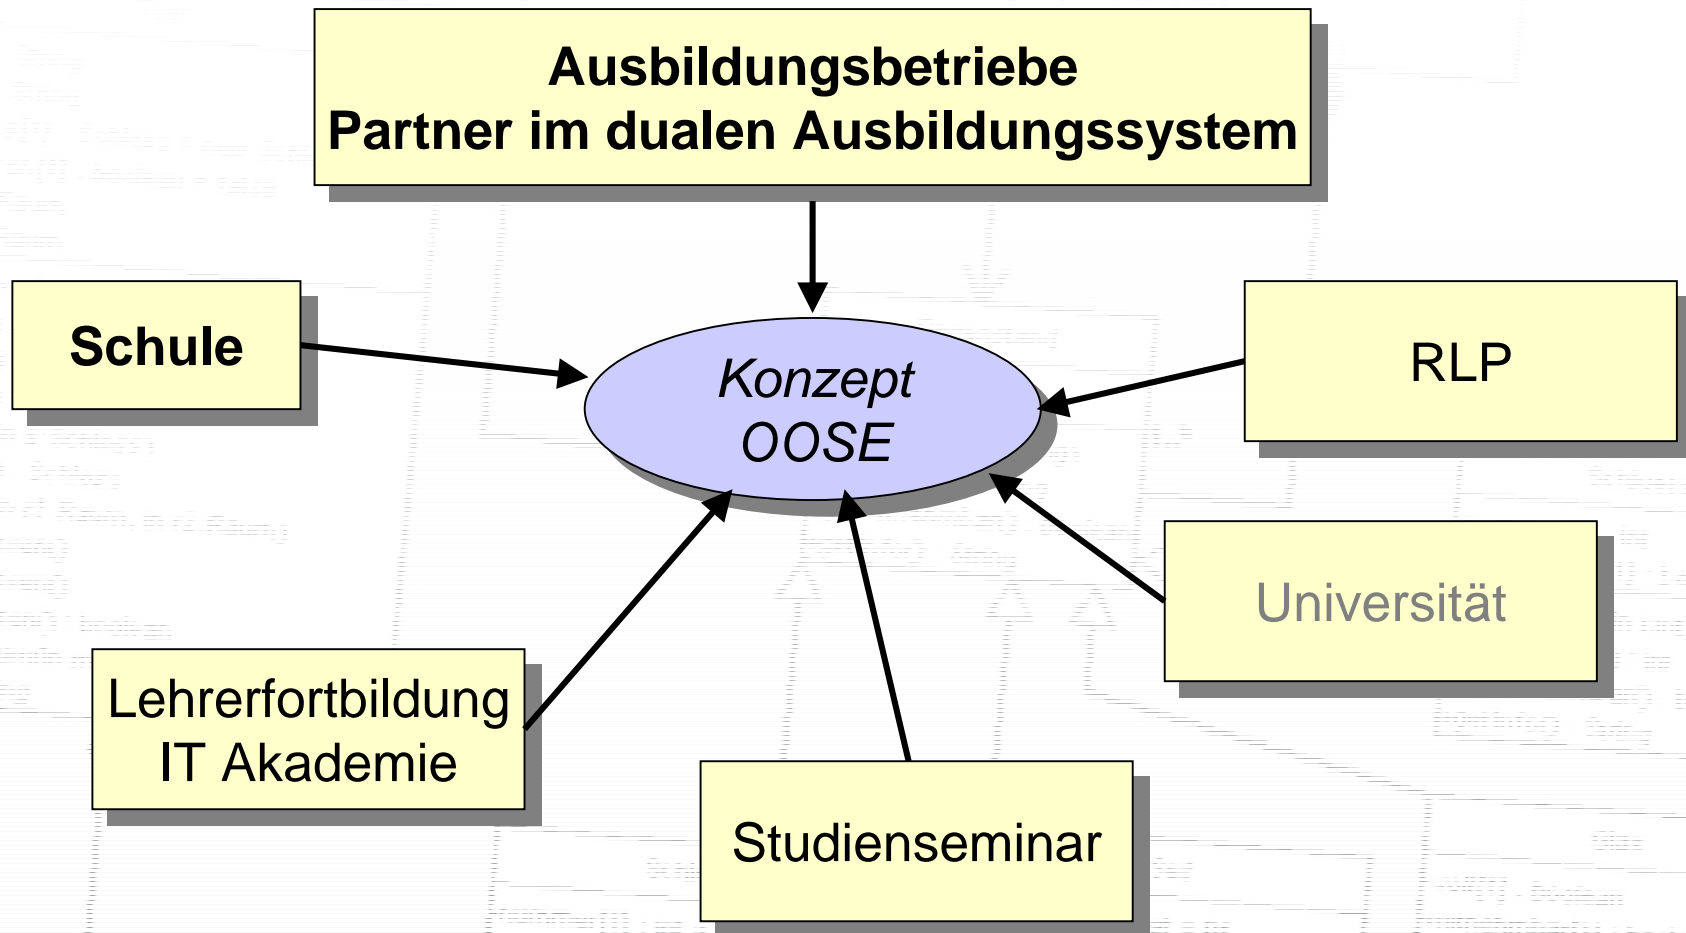 Ausbildungsbetriebe
Partner im dualen Ausbildungssystem
Schule
Konzept
OOSE
RLP
Universität
Lehrerfortbildung
IT Akademie
Studienseminar